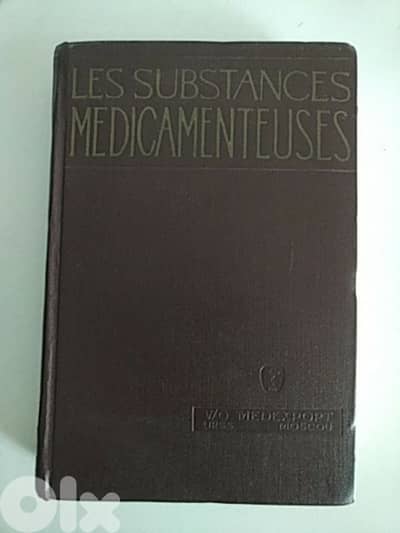 LES SUBSTANCES
MEDICAMENTEUSES
V/O MEDEXPORT
URSS MOSCOU
OLX